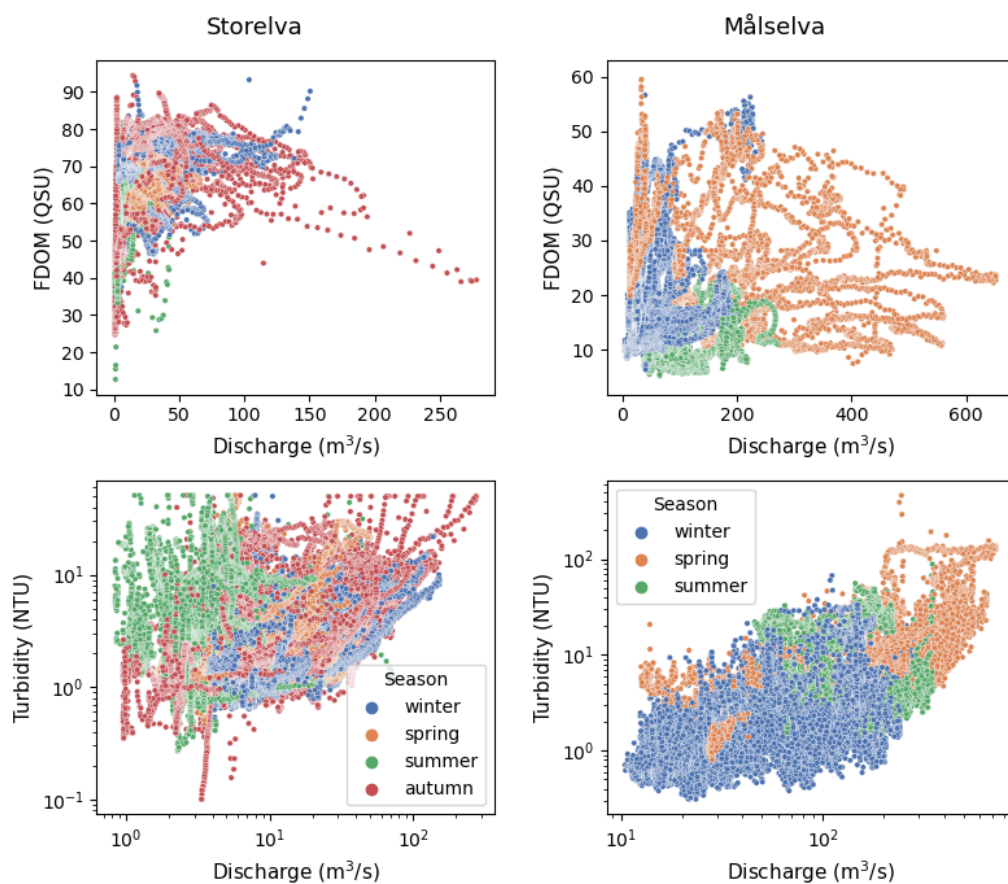 Storelva
Målselva
FDOM (QSU)
90
80
70
60
50
40
30
20
10
0
50
100
150
200
250
Discharge (m³/s)
FDOM (QSU)
60
50
40
30
20
10
0
200
400
600
Discharge (m³/s)
Turbidity (NTU)
10¹
10⁰
10⁻¹
10⁰
10¹
10²
Discharge (m³/s)
Season
winter
spring
summer
autumn
Turbidity (NTU)
10²
10¹
10⁰
10¹
10²
Discharge (m³/s)
Season
winter
spring
summer